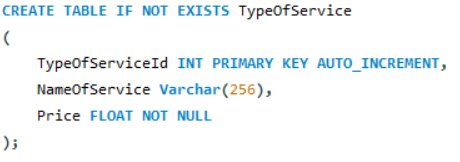 CREATE TABLE IF NOT EXISTS TypeOfService
(
TypeOfServiceId INT PRIMARY KEY AUTO_INCREMENT,
NameOfService Varchar(256),
Price FLOAT NOT NULL
);